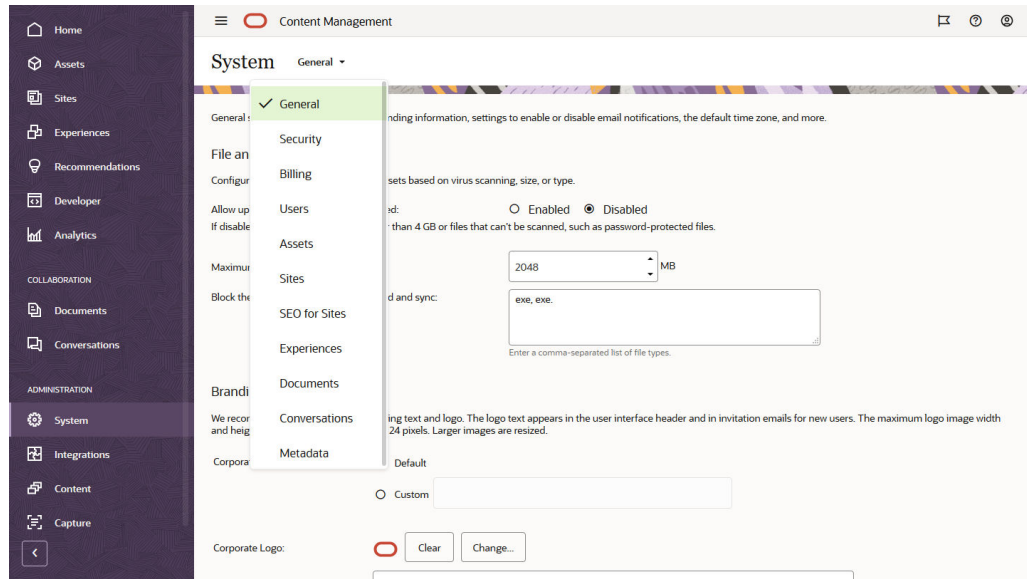 Home
Assets
Sites
Experiences
Recommendations
Developer
Analytics
COLLABORATION
Documents
Conversations
ADMINISTRATION
System
Integrations
Content
Capture
Content Management
System General
General
Security
Billing
Users
Assets
Sites
SEO for Sites
Experiences
Documents
Conversations
Metadata
General nding information, settings to enable or disable email notifications, the default time zone, and more.
File an
Configur sets based on virus scanning, size, or type.
Allow up ed: Enabled Disabled
If disable than 4 GB or files that can't be scanned, such as password-protected files.
Maximu 2048 MB
Block the d and sync: exe, exe.
Enter a comma-separated list of file types.
Brandi
We recor ing text and logo. The logo text appears in the user interface header and in invitation emails for new users. The maximum logo image width
and heig 24 pixels. Larger images are resized.
Corpora Default
Custom
Corporate Logo: Clear Change...